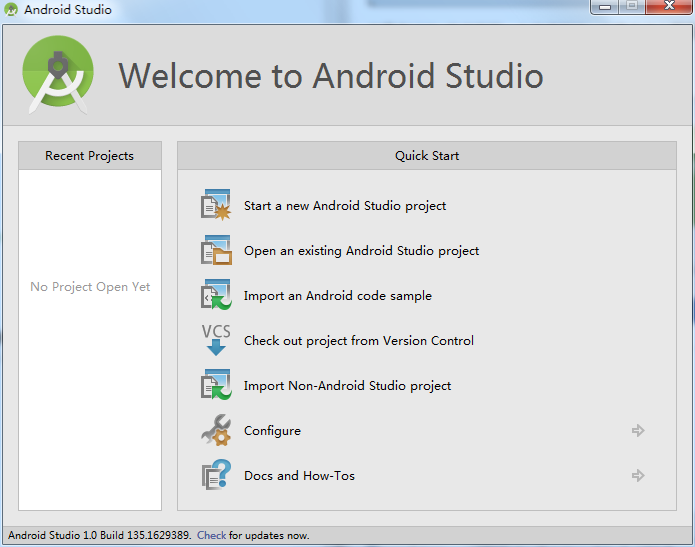 Android Studio
Welcome to Android Studio
Recent Projects
No Project Open Yet
Quick Start
Start a new Android Studio project
Open an existing Android Studio project
Import an Android code sample
VCS
Check out project from Version Control
Import Non-Android Studio project
Configure
Docs and How-Tos
Android Studio 1.0 Build 135.1629389. Check for updates now.